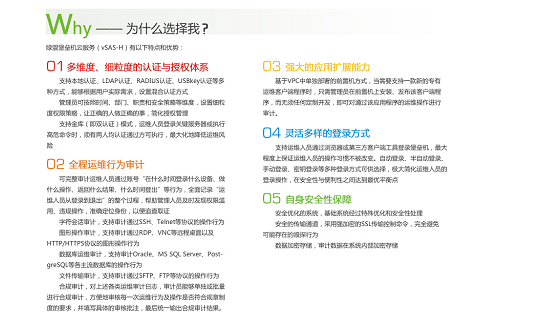 Why —— 为什么选择我?
绿盟堡垒机云服务（vSAS-H）有以下特点和优势：
01 多维度、细粒度的认证与授权体系
支持本地认证、LDAP认证、RADIUS认证、USBkey认证等多
种方式，能够根据用户实际需求，设置混合认证方式
管理员可按照时间、部门、职责和安全策略等维度，设置细粒
度权限策略，让正确的人做正确的事，简化授权管理
支持金库（即双认证）模式，运维人员登录关键服务器或执行
高危命令时，须有两人均认证通过方可执行，最大化地降低运维风
险
02 全程运维行为审计
可完整审计运维人员通过账号“在什么时间登录什么设备、做
什么操作、返回什么结果、什么时间登出”等行为，全面记录“运
维人员从登录到退出”的整个过程，帮助管理人员及时发现权限滥
用、违规操作，准确定位身份，以便追查取证
字符会话审计，支持审计通过SSH、Telnet等协议的操作行为
图形操作审计，支持审计通过RDP、VNC等远程桌面以及
HTTP/HTTPS协议的图形操作行为
数据库运维审计，支持审计Oracle、MS SQL Server、Post-
greSQL等各主流数据库的操作行为
文件传输审计，支持审计通过SFTP、FTP等协议的操作行为
合规审计，对上述各类运维审计日志，审计员能够单独或批量
进行合规审计，方便地审核每一次运维行为及操作是否符合规章制
度的要求，并填写具体的审核批注，最后统一输出合规审计结果。
03 强大的应用扩展能力
基于VPC中单独部署的前置机方式，当需要支持一款新的专有
运维客户端程序时，只需管理员在前置机上安装、发布该客户端程
序，而无须任何定制开发，即可对通过该应用程序的运维操作进行
审计。
04 灵活多样的登录方式
支持运维人员通过浏览器或第三方客户端工具登录堡垒机，最大
程度上保证运维人员的操作习惯不被改变。自动登录、半自动登录、
手动登录、密钥登录等多种登录方式可供选择，极大简化运维人员的
登录操作，在安全性与便利性之间达到最优平衡点
05 自身安全性保障
安全优化的系统，基础系统经过特殊优化和安全性处理
安全的传输通道，采用强加密的SSL传输控制命令，完全避免
可能存在的嗅探行为
数据加密存储，审计数据在系统内部加密存储